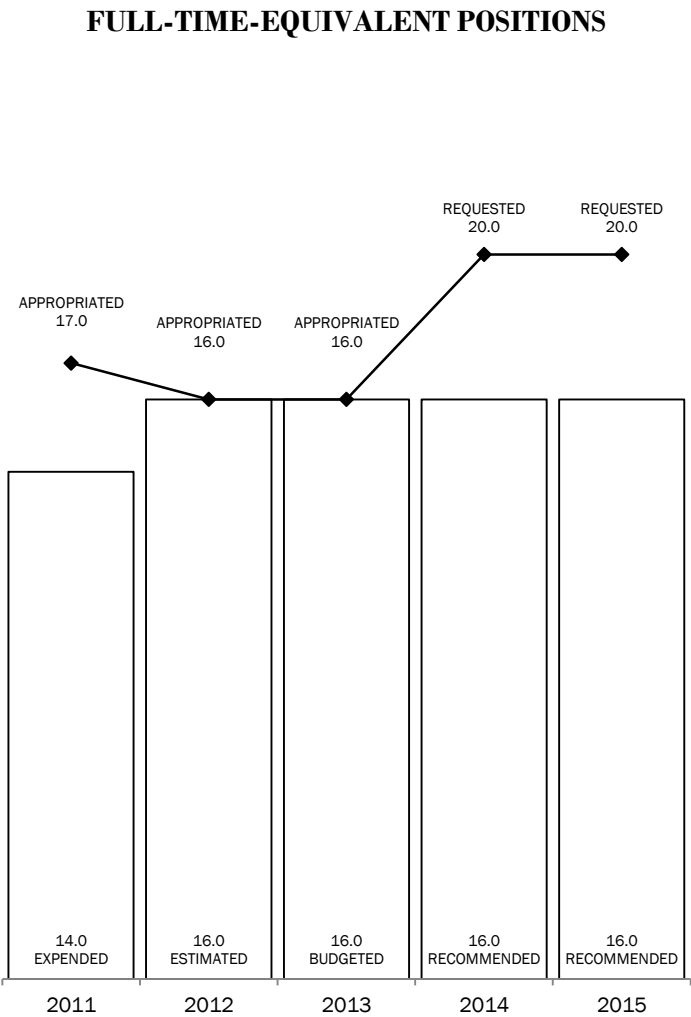 FULL-TIME-EQUIVALENT POSITIONS
REQUESTED
20.0
REQUESTED
20.0
APPROPRIATED
17.0
APPROPRIATED
16.0
APPROPRIATED
16.0
14.0
EXPENDED
16.0
ESTIMATED
16.0
BUDGETED
16.0
RECOMMENDED
16.0
RECOMMENDED
2011
2012
2013
2014
2015